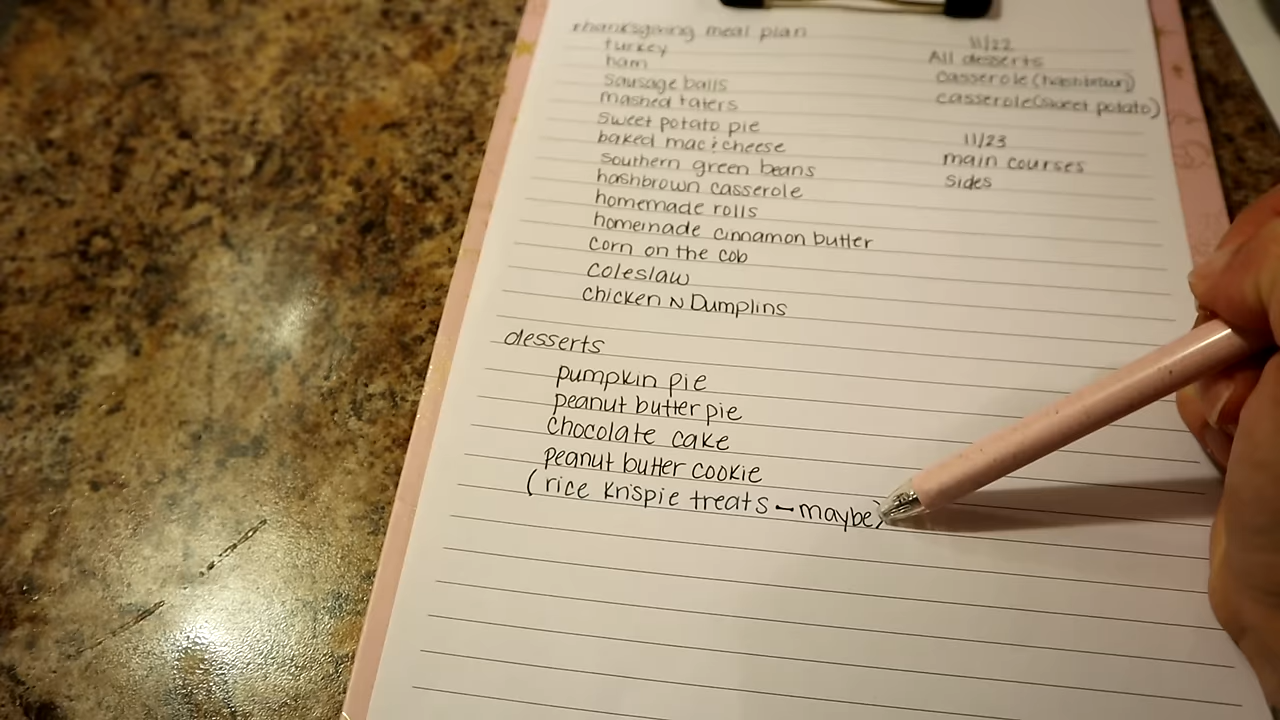 thanksgiving meal plan
turkey
ham
sausage balls
mashed taters
sweet potato pie
baked mac & cheese
southern green beans
hashbrown casserole
homemade rolls
homemade cinnamon butter
corn on the cob
coleslaw
chicken N Dumplins
11/22
All desserts
casserole (hashbrown)
casserole (sweet potato)
11/23
main courses
sides
desserts
pumpkin pie
peanut butter pie
chocolate cake
peanut butter cookie
(rice krispie treats - maybe)